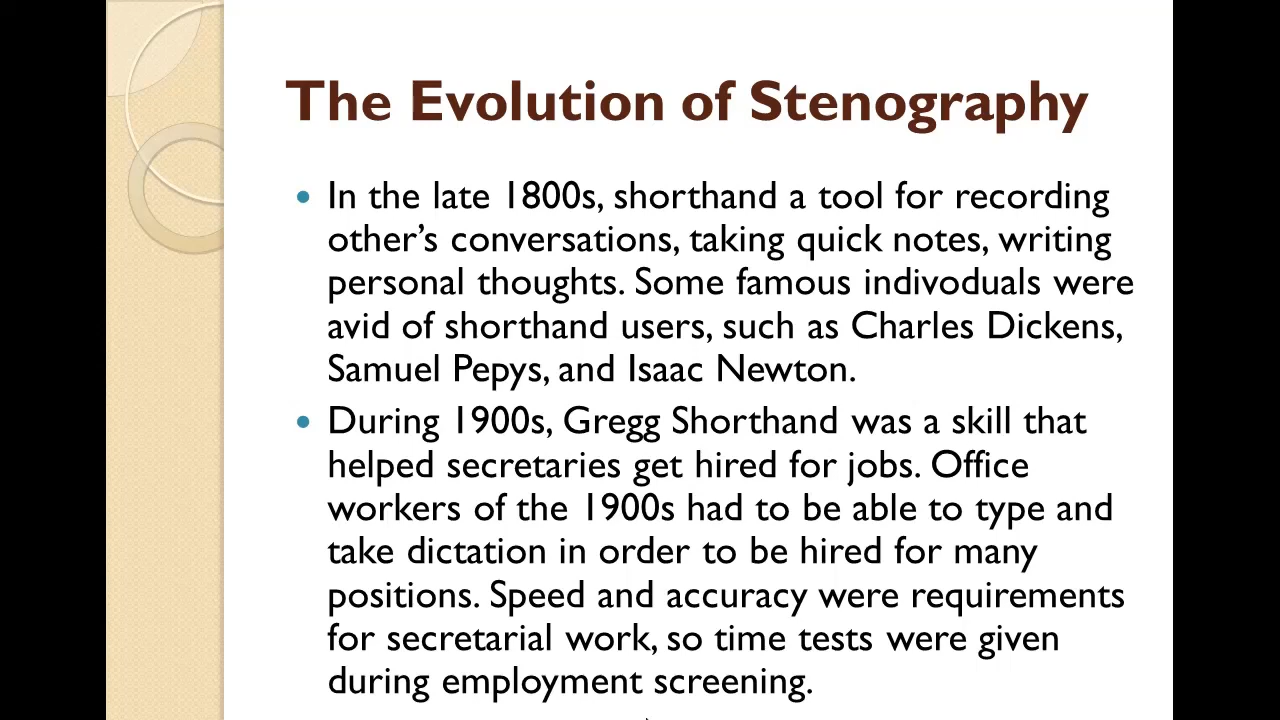 The Evolution of Stenography
In the late 1800s, shorthand a tool for recording
other’s conversations, taking quick notes, writing
personal thoughts. Some famous indivoduals were
avid of shorthand users, such as Charles Dickens,
Samuel Pepys, and Isaac Newton.
During 1900s, Gregg Shorthand was a skill that
helped secretaries get hired for jobs. Office
workers of the 1900s had to be able to type and
take dictation in order to be hired for many
positions. Speed and accuracy were requirements
for secretarial work, so time tests were given
during employment screening.